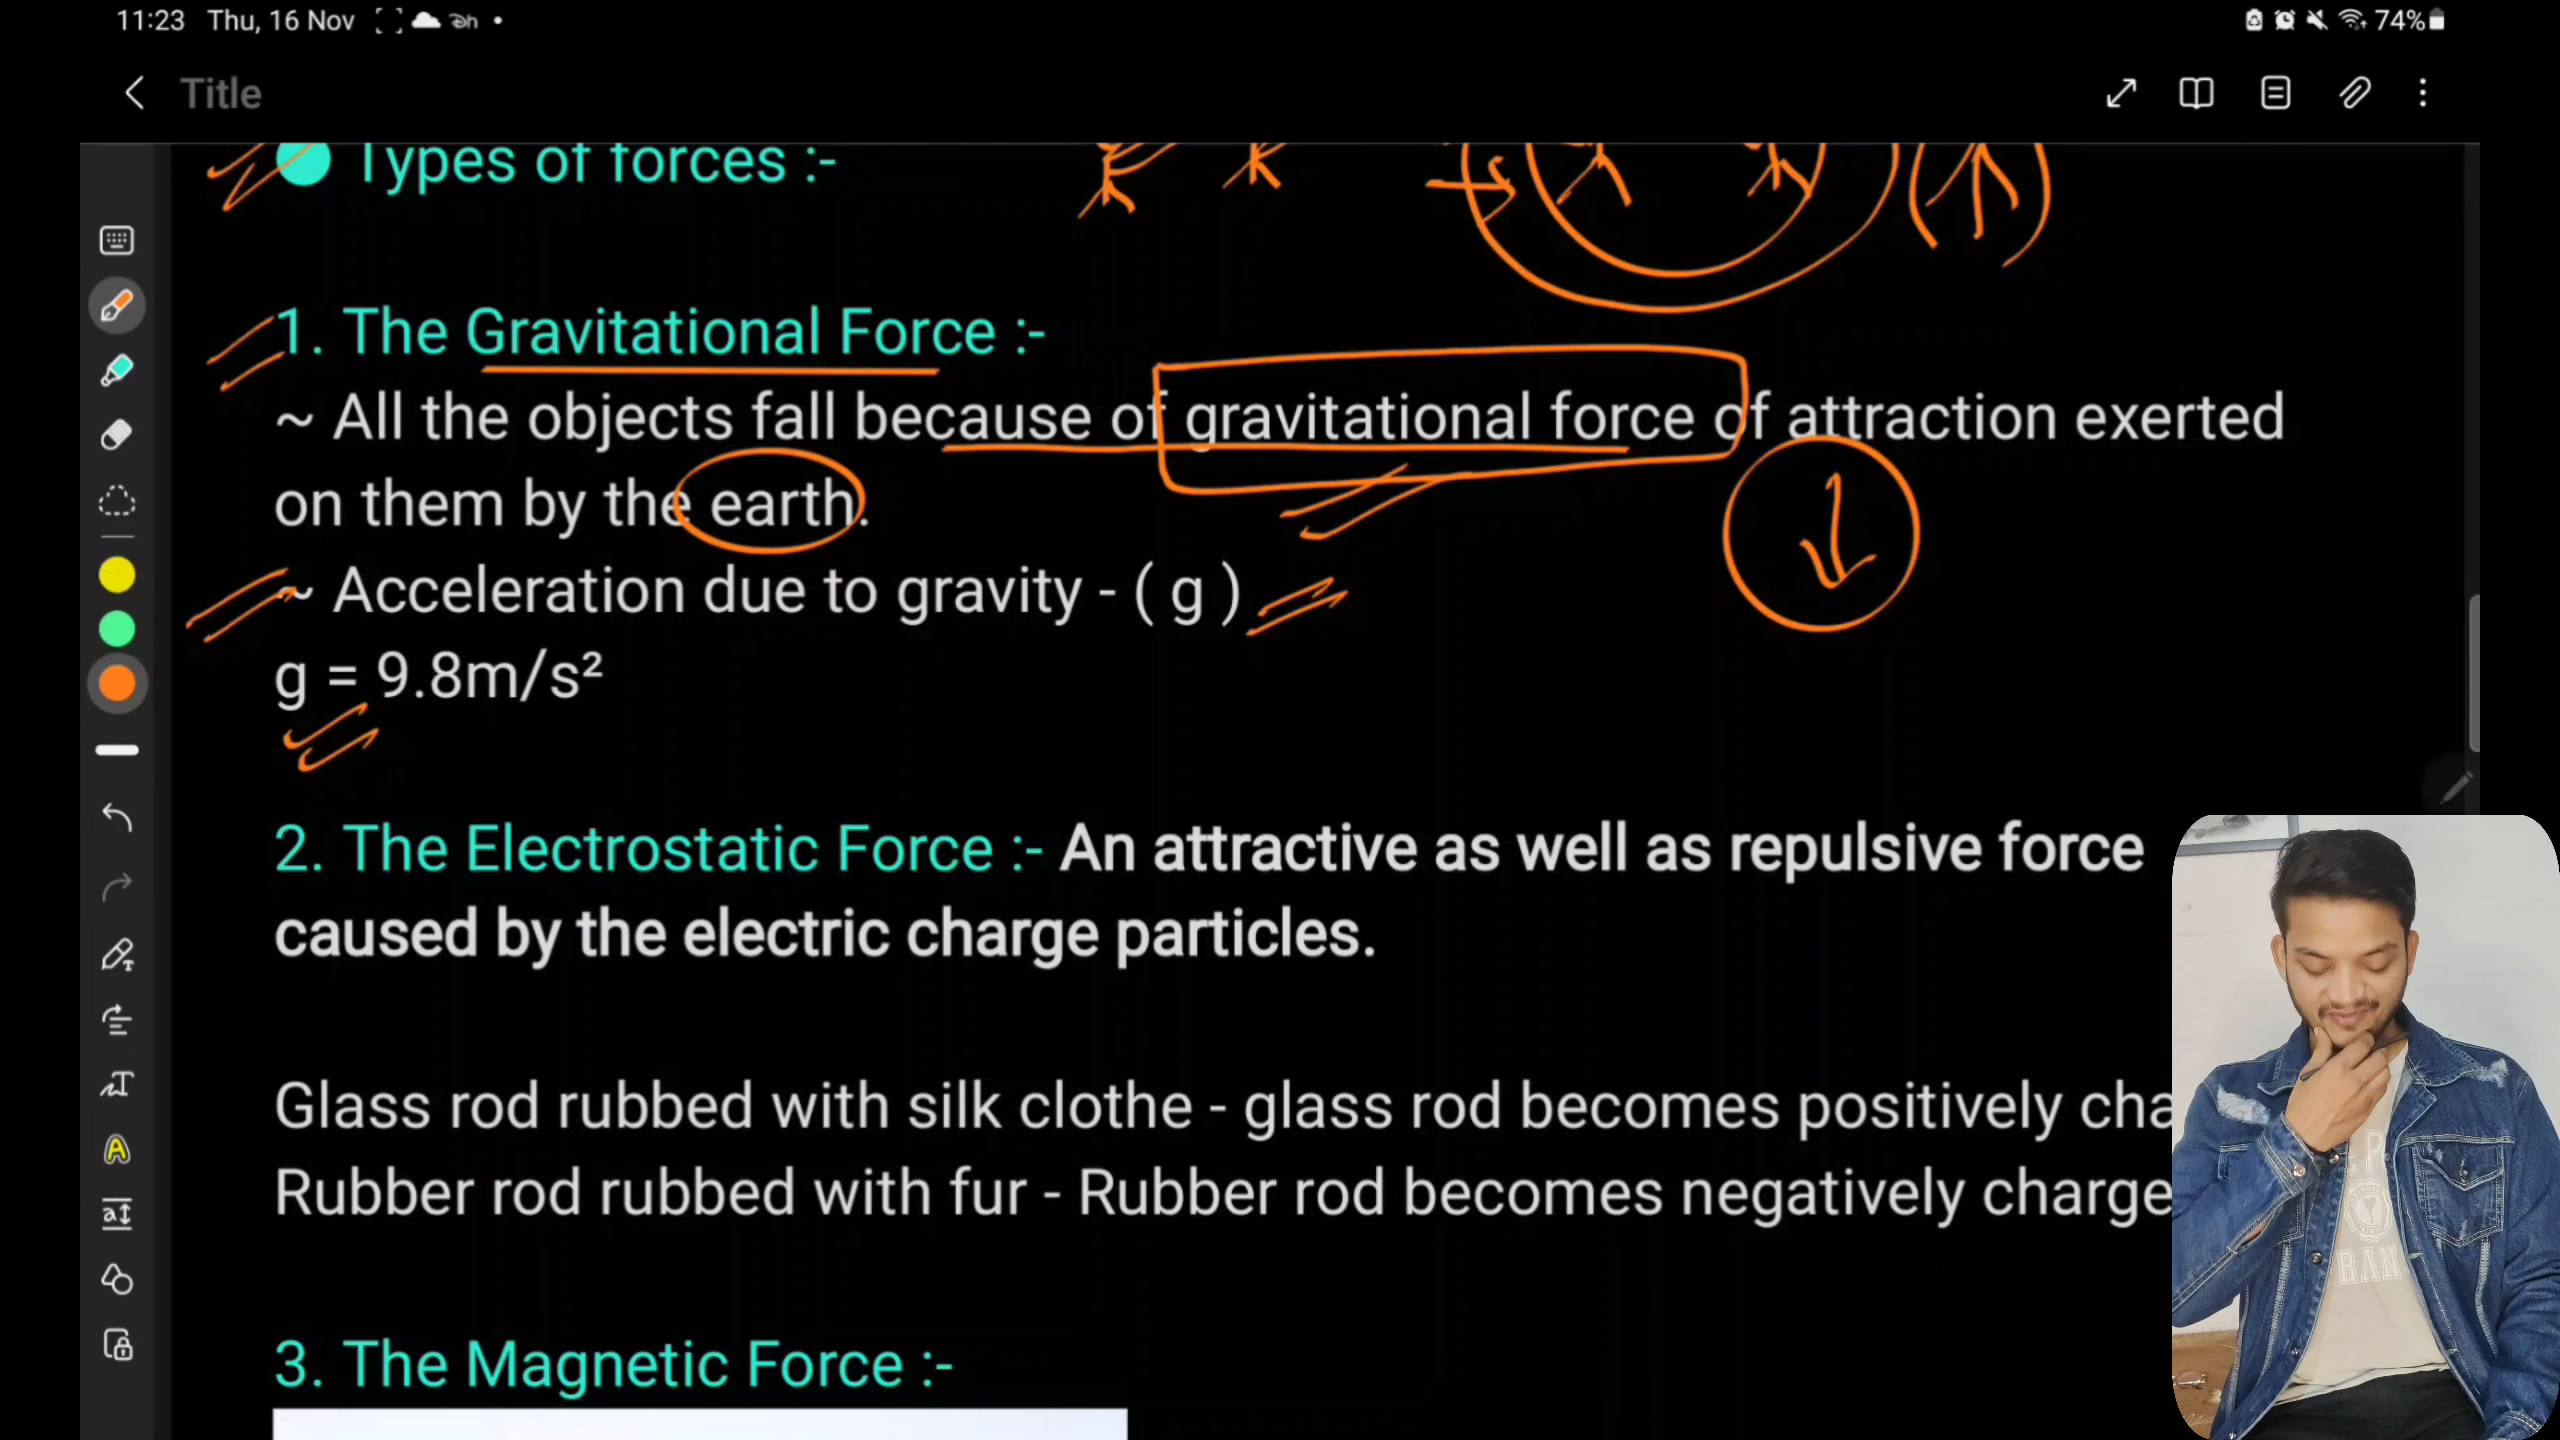 11:23 Thu, 16 Nov
74%
Title
Types of forces :-
1. The Gravitational Force :-
~ All the objects fall because of gravitational force of attraction exerted
on them by the earth.
~ Acceleration due to gravity - ( g )
g = 9.8m/s²
2. The Electrostatic Force :- An attractive as well as repulsive force
caused by the electric charge particles.
Glass rod rubbed with silk clothe - glass rod becomes positively cha
Rubber rod rubbed with fur - Rubber rod becomes negatively charge
3. The Magnetic Force :-